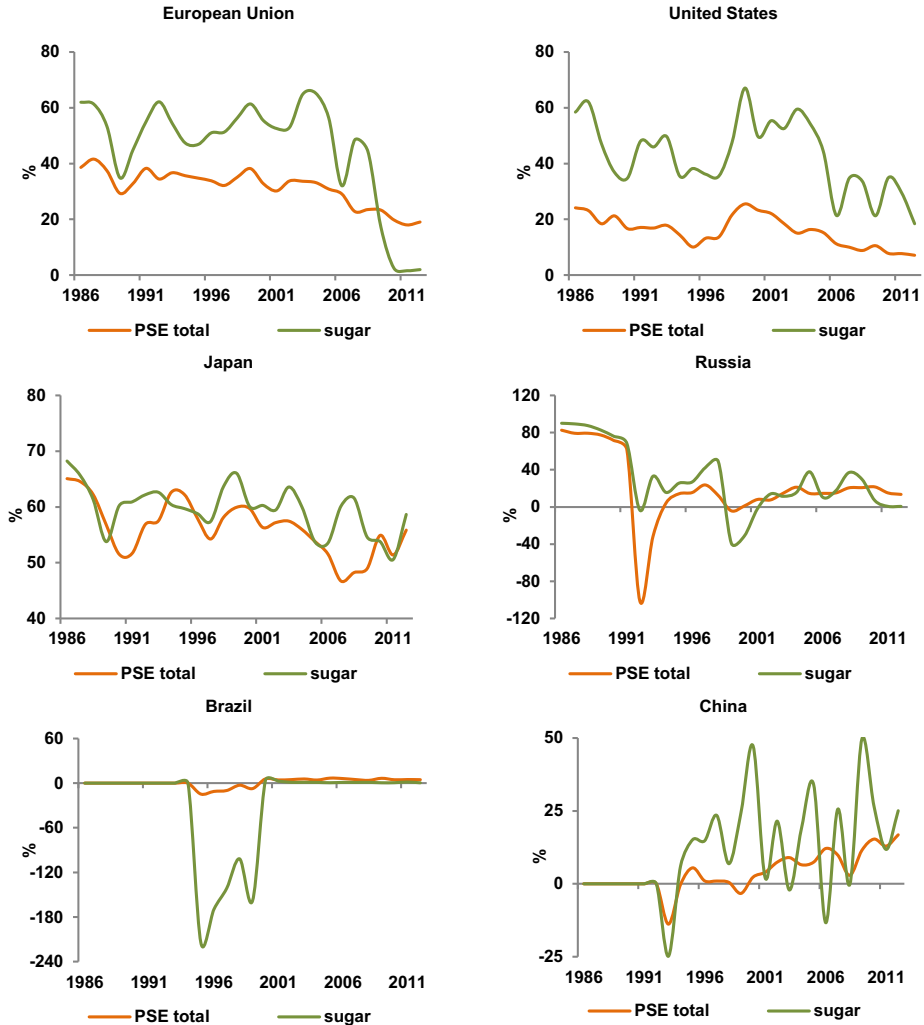 European Union
80
60
40
20
0
%
1986 1991 1996 2001 2006 2011
PSE total sugar
United States
80
60
40
20
0
%
1986 1991 1996 2001 2006 2011
PSE total sugar
Japan
80
70
60
50
40
%
1986 1991 1996 2001 2006 2011
PSE total sugar
Russia
120
80
40
0
-40
-80
-120
%
1986 1991 1996 2001 2006 2011
PSE total sugar
Brazil
60
0
-60
-120
-180
-240
%
1986 1991 1996 2001 2006 2011
PSE total sugar
China
50
25
0
-25
%
1986 1991 1996 2001 2006 2011
PSE total sugar